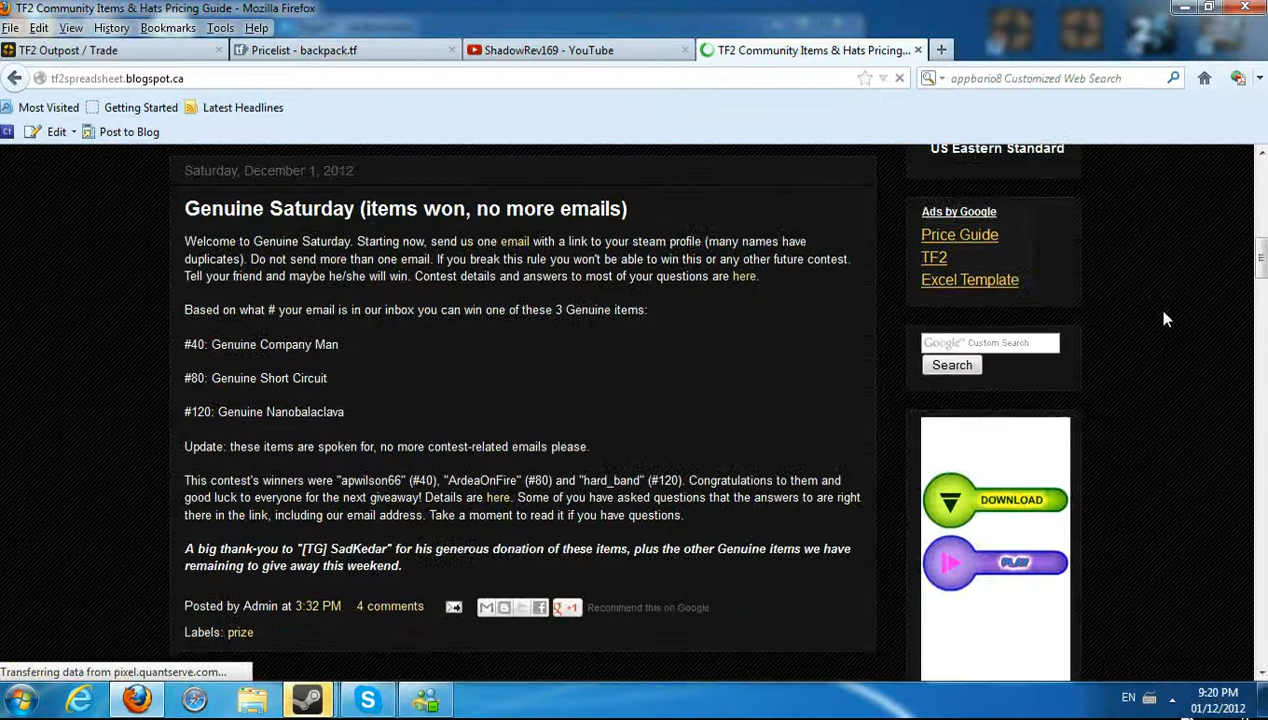 TF2 Community Items & Hats Pricing Guide - Mozilla Firefox
File Edit View History Bookmarks Tools Help
TF2 Outpost / Trade
Pricelist - backpack.tf
ShadowRev169 - YouTube
TF2 Community Items & Hats Pricing...
tf2spreadsheet.blogspot.ca
appbario8 Customized Web Search
Most Visited Getting Started Latest Headlines
Edit Post to Blog
US Eastern Standard
Saturday, December 1, 2012
Genuine Saturday (items won, no more emails)
Welcome to Genuine Saturday. Starting now, send us one email with a link to your steam profile (many names have
duplicates). Do not send more than one email. If you break this rule you won't be able to win this or any other future contest.
Tell your friend and maybe he/she will win. Contest details and answers to most of your questions are here.
Based on what # your email is in our inbox you can win one of these 3 Genuine items:
#40: Genuine Company Man
#80: Genuine Short Circuit
#120: Genuine Nanobalaclava
Update: these items are spoken for, no more contest-related emails please.
This contest's winners were "apwilson66" (#40), "ArdeaOnFire" (#80) and "hard_band" (#120). Congratulations to them and
good luck to everyone for the next giveaway! Details are here. Some of you have asked questions that the answers to are right
there in the link, including our email address. Take a moment to read it if you have questions.
A big thank-you to "[TG] SadKedar" for his generous donation of these items, plus the other Genuine items we have
remaining to give away this weekend.
Posted by Admin at 3:32 PM 4 comments
+1 Recommend this on Google
Labels: prize
Ads by Google
Price Guide
TF2
Excel Template
Google Custom Search
Search
DOWNLOAD
PLAY
Transferring data from pixel.quantserve.com...
EN
9:20 PM
01/12/2012